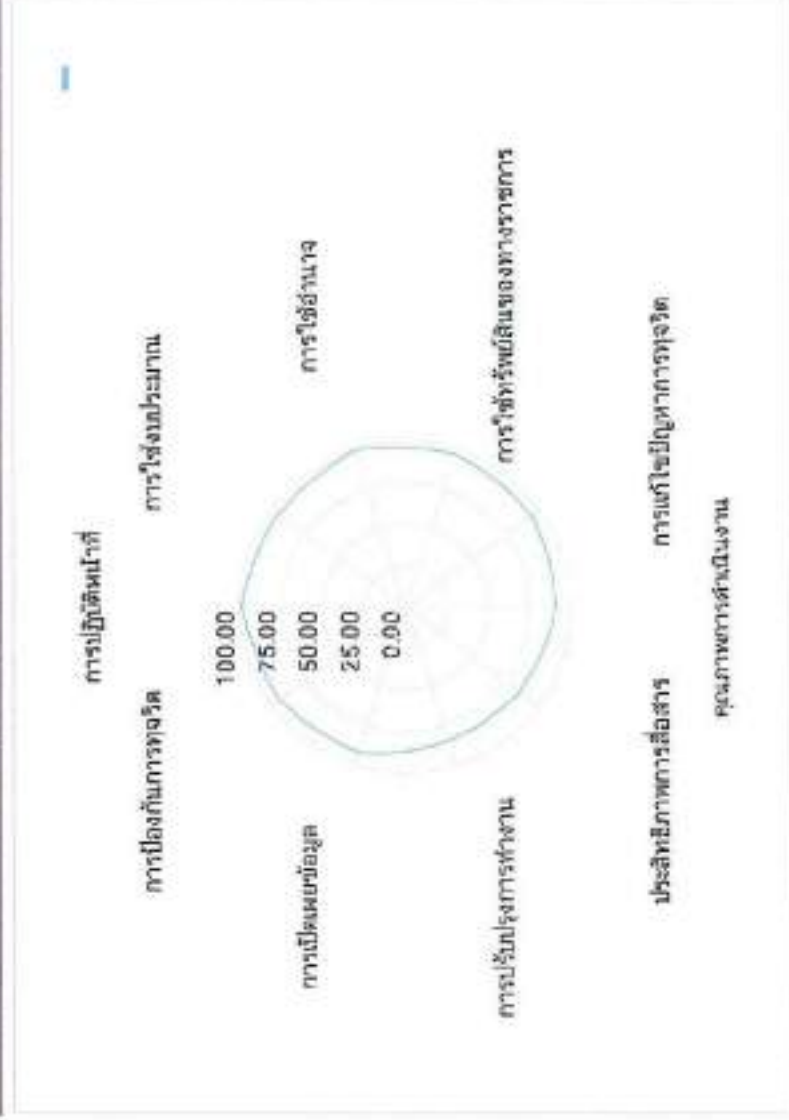 การปฏิบัติหน้าที่
การป้องกันการทุจริต
การใช้งบประมาณ
100.00
75.00
50.00
25.00
0.00
การเปิดเผยข้อมูล
การใช้อำนาจ
การปรับปรุงการทำงาน
การใช้ทรัพย์สินของทางราชการ
ประสิทธิภาพการสื่อสาร
การแก้ไขปัญหาการทุจริต
คุณภาพการดำเนินงาน